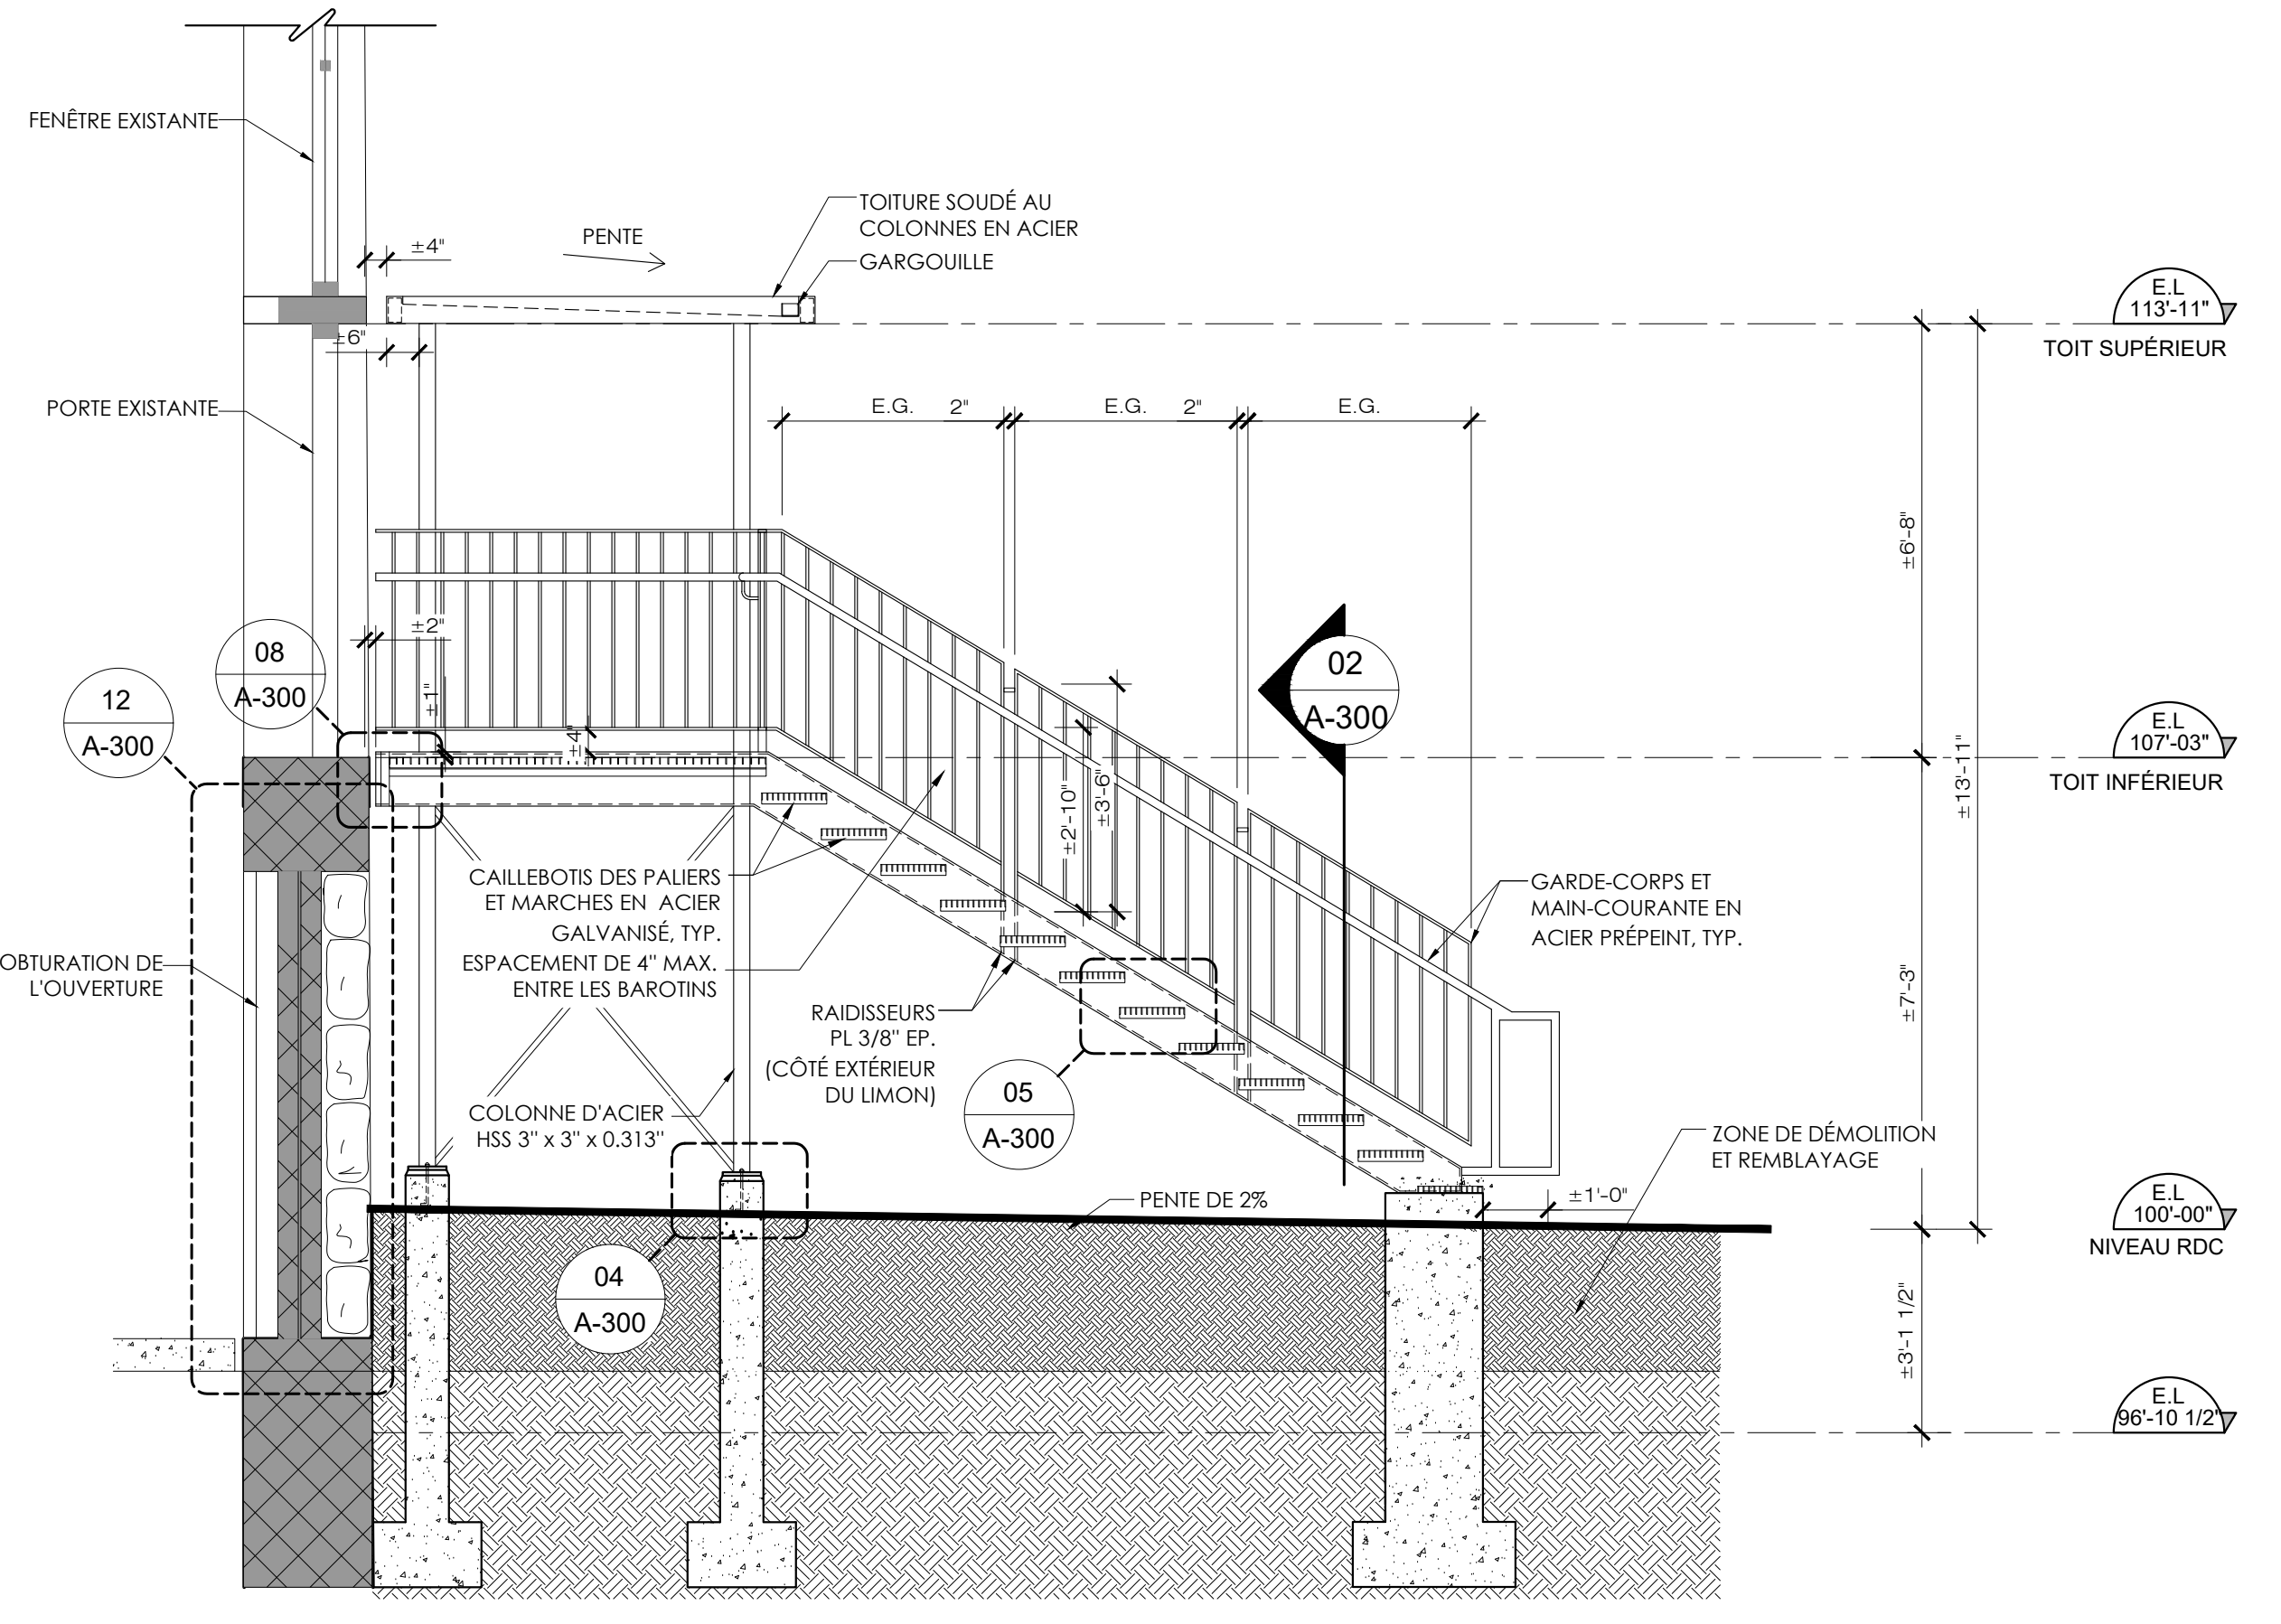 FENÊTRE EXISTANTE
TOITURE SOUDÉ AU
COLONNES EN ACIER
GARGOUILLE
PENTE
±4"
±6"
E.L
113'-11"
TOIT SUPÉRIEUR
PORTE EXISTANTE
E.G.
2"
E.G.
2"
E.G.
±6'-8"
±13'-11"
±2"
±1"
±4"
08
A-300
12
A-300
02
A-300
E.L
107'-03"
TOIT INFÉRIEUR
±2'-10"
±3'-6"
CAILLEBOTIS DES PALIERS
ET MARCHES EN ACIER
GALVANISÉ, TYP.
ESPACEMENT DE 4" MAX.
ENTRE LES BAROTINS
GARDE-CORPS ET
MAIN-COURANTE EN
ACIER PRÉPEINT, TYP.
OBTURATION DE
L'OUVERTURE
RAIDISSEURS
PL 3/8" EP.
(CÔTÉ EXTÉRIEUR
DU LIMON)
±7'-3"
05
A-300
COLONNE D'ACIER
HSS 3" x 3" x 0.313"
ZONE DE DÉMOLITION
ET REMBLAYAGE
PENTE DE 2%
±1'-0"
E.L
100'-00"
NIVEAU RDC
04
A-300
±3'-1 1/2"
E.L
96'-10 1/2"